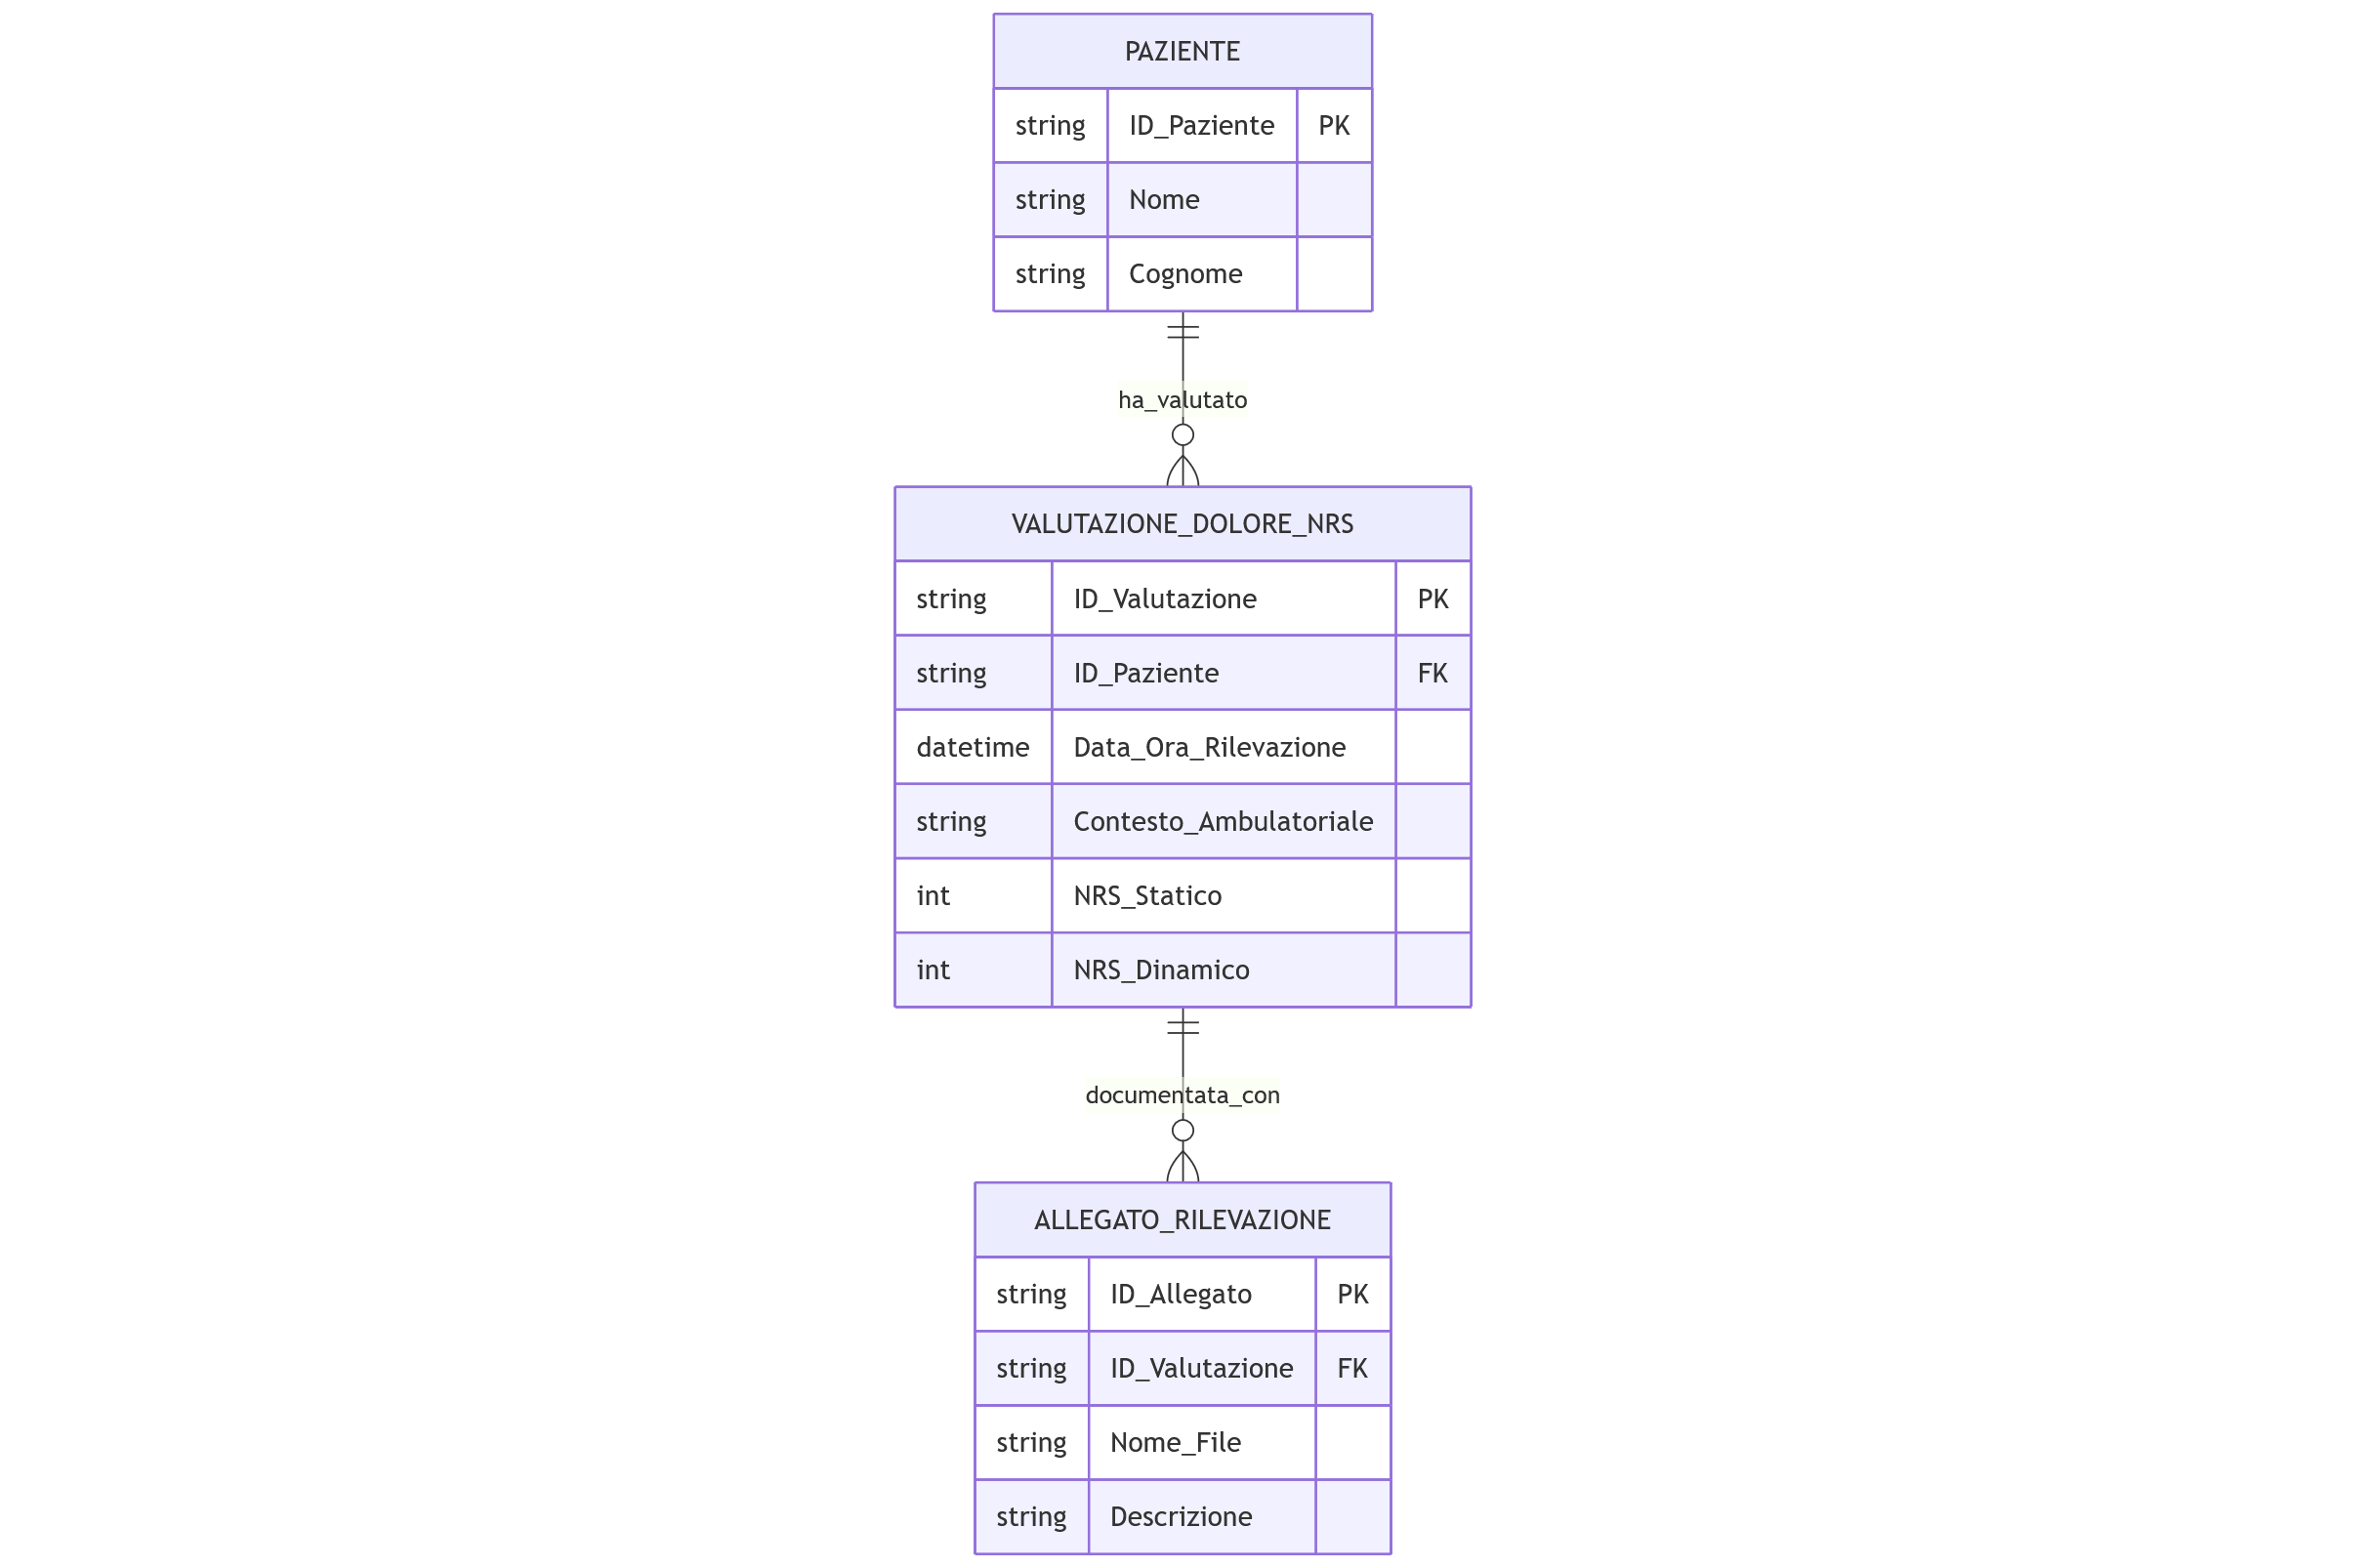 PAZIENTE
string ID_Paziente PK
string Nome
string Cognome
ha_valutato
VALUTAZIONE_DOLORE_NRS
string ID_Valutazione PK
string ID_Paziente FK
datetime Data_Ora_Rilevazione
string Contesto_Ambulatoriale
int NRS_Statico
int NRS_Dinamico
documentata_con
ALLEGATO_RILEVAZIONE
string ID_Allegato PK
string ID_Valutazione FK
string Nome_File
string Descrizione